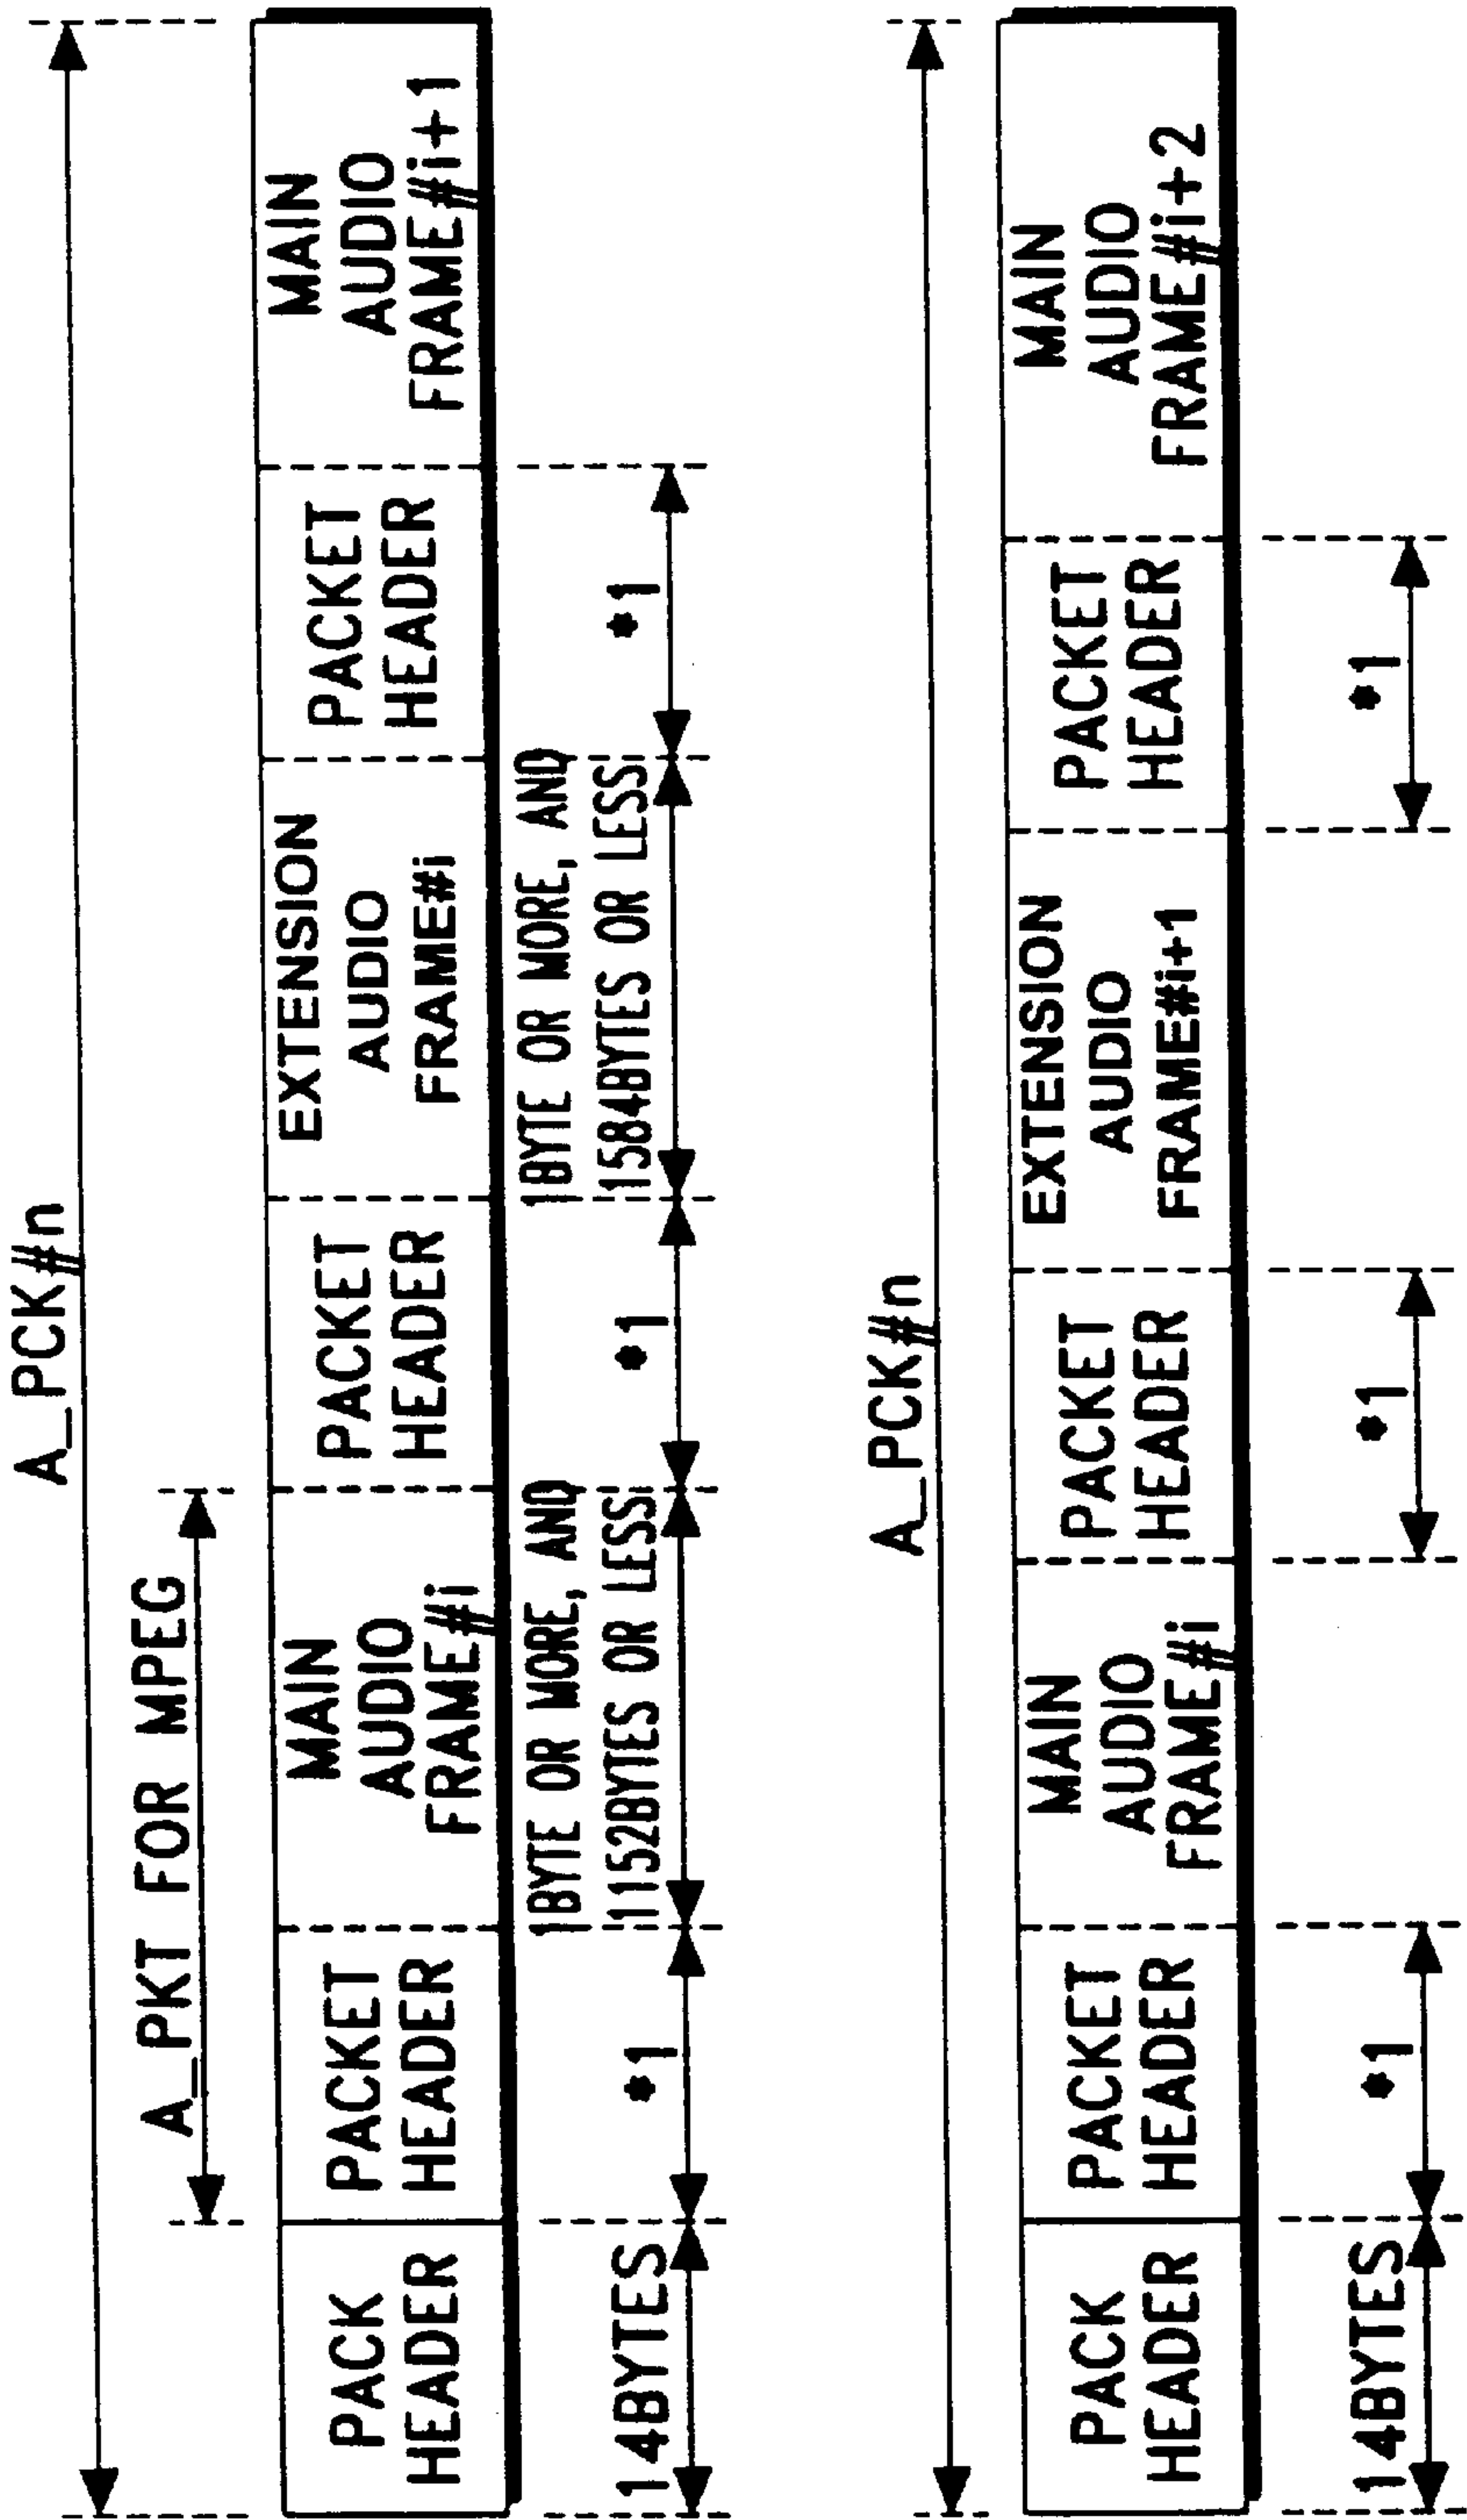 A_PCK#n
A_PKT FOR MPEG
PACK
HEADER
PACKET
HEADER
MAIN
AUDIO
FRAME#i
PACKET
HEADER
EXTENSION
AUDIO
FRAME#i
PACKET
HEADER
MAIN
AUDIO
FRAME#i+1
14BYTES
*1
1BYTE OR MORE, AND
1152BYTES OR LESS
*1
1BYTE OR MORE, AND
1584BYTES OR LESS
*1
A_PCK#n
PACK
HEADER
PACKET
HEADER
MAIN
AUDIO
FRAME#i
PACKET
HEADER
EXTENSION
AUDIO
FRAME#i+1
PACKET
HEADER
MAIN
AUDIO
FRAME#i+2
14BYTES
*1
*1
*1